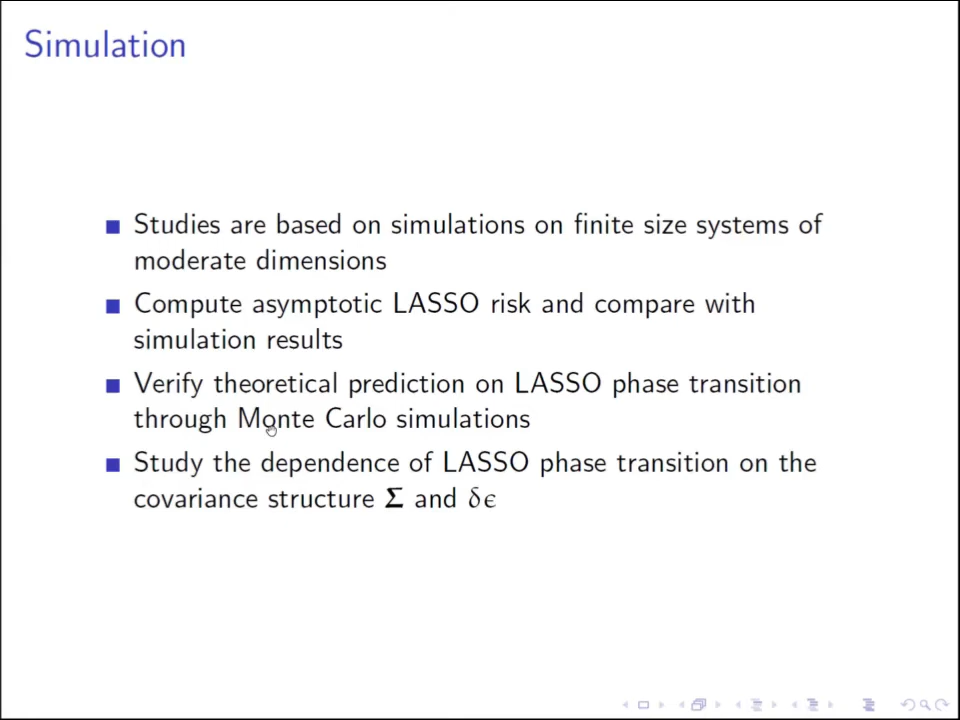 Simulation
Studies are based on simulations on finite size systems of
moderate dimensions
Compute asymptotic LASSO risk and compare with
simulation results
Verify theoretical prediction on LASSO phase transition
through Monte Carlo simulations
Study the dependence of LASSO phase transition on the
covariance structure Σ and δϵ